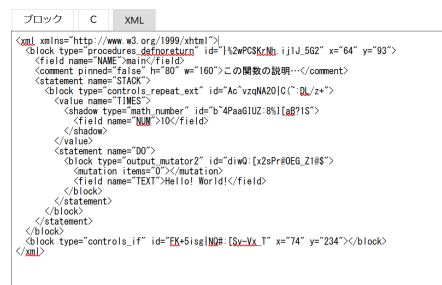 ブロック C XML
<xml xmlns="http://www.w3.org/1999/xhtml">
<block type="procedures_defnoreturn" id="}%2wPC$KrNh.ij1J_5G2" x="64" y="93">
<field name="NAME">main</field>
<comment pinned="false" h="80" w="160">この関数の説明…</comment>
<statement name="STACK">
<block type="controls_repeat_ext" id="Ac^vzqNA2O|C(~:DL/z+">
<value name="TIMES">
<shadow type="math_number" id="b~4PaaGIUZ:8%I[aB?1S">
<field name="NUM">10</field>
</shadow>
</value>
<statement name="DO">
<block type="output_mutator2" id="diwQ:[x2sPr@OEG_Z1@$">
<mutation items="0"></mutation>
<field name="TEXT">Hello! World!</field>
</block>
</statement>
</block>
</statement>
</block>
<block type="controls_if" id="FK+5isg|NQ#:[Sv-Vx_T" x="74" y="234"></block>
</xml>